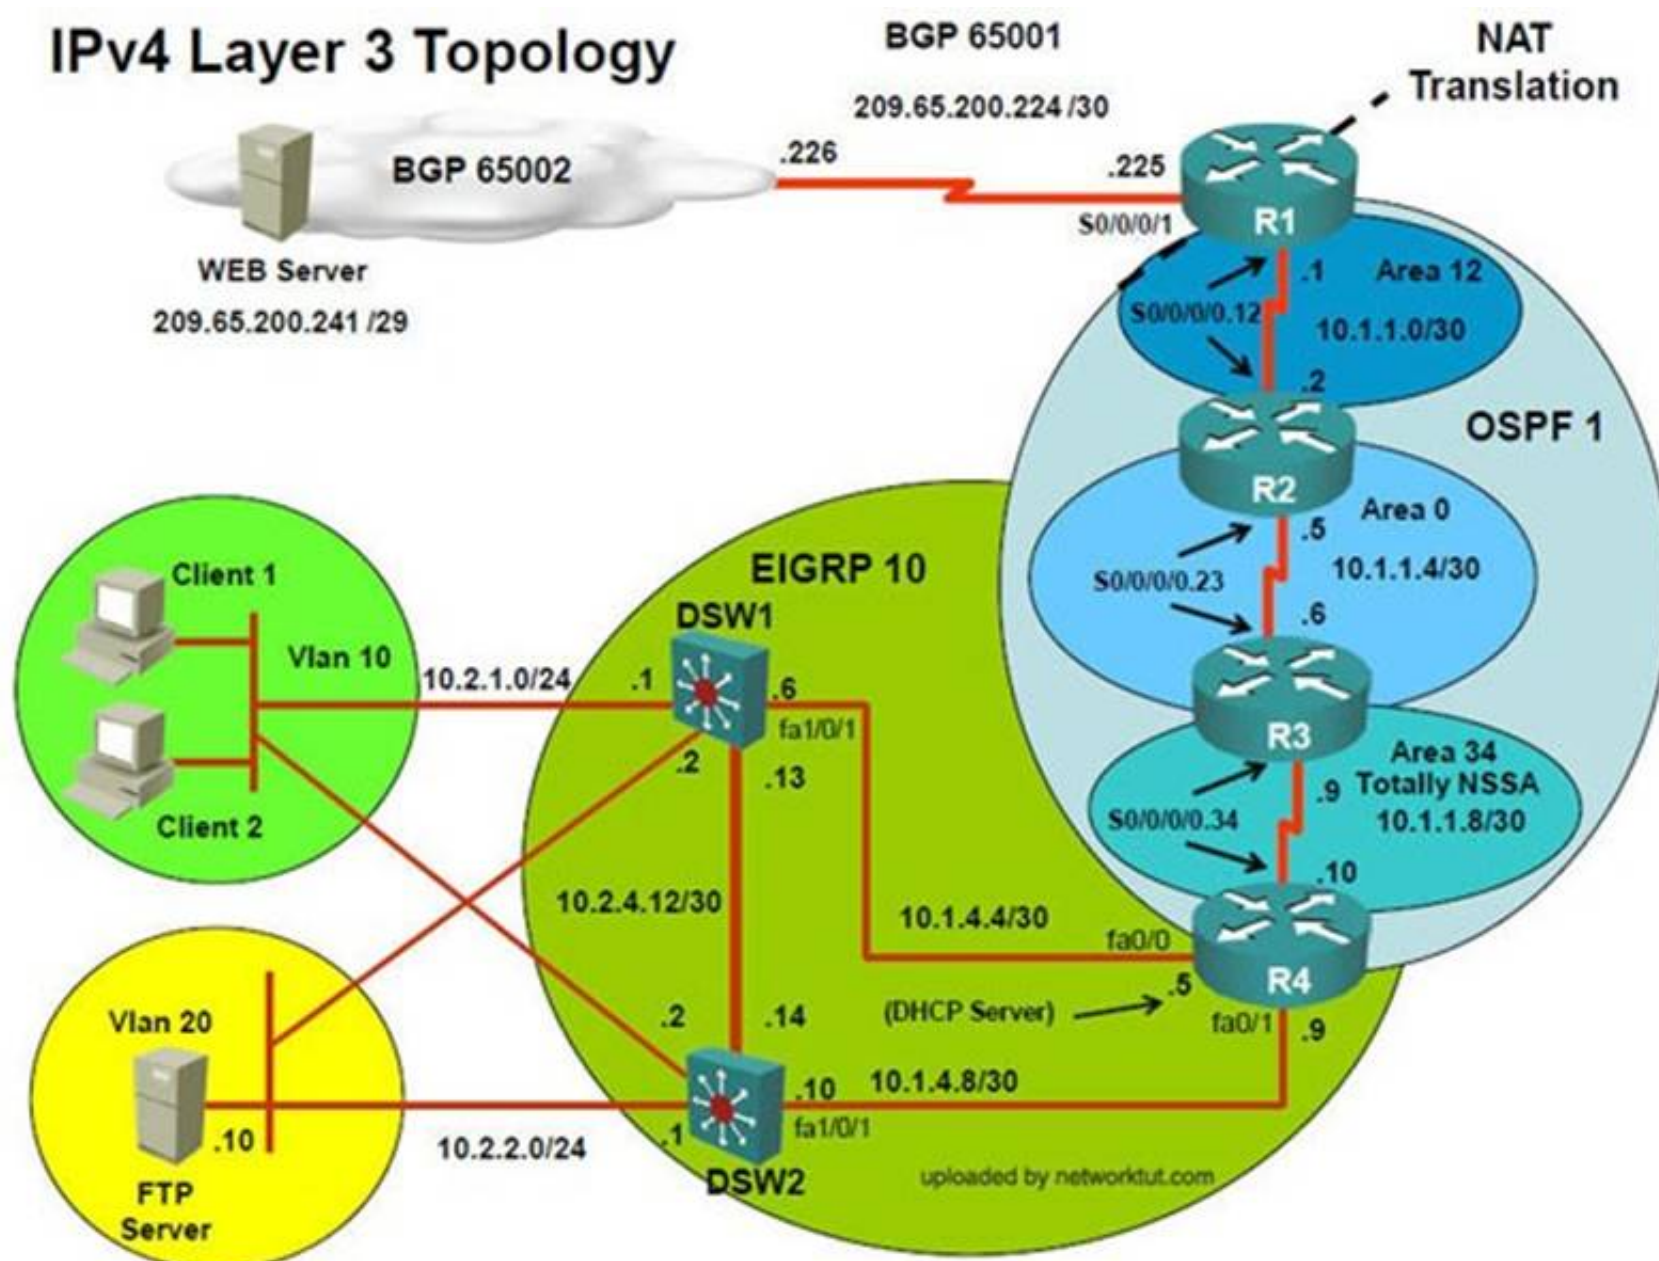 IPv4 Layer 3 Topology
BGP 65001
NAT
Translation
209.65.200.224 /30
BGP 65002
.226
.225
S0/0/0/1
R1
WEB Server
209.65.200.241 /29
.1
Area 12
S0/0/0/0.12
10.1.1.0/30
.2
OSPF 1
R2
Area 0
.5
10.1.1.4/30
S0/0/0/0.23
.6
R3
Area 34
Totally NSSA
.9
10.1.1.8/30
S0/0/0/0.34
.10
R4
EIGRP 10
Client 1
Vlan 10
Client 2
10.2.1.0/24
DSW1
.1
.6
fa1/0/1
.2
.13
10.2.4.12/30
10.1.4.4/30
fa0/0
.5
(DHCP Server)
fa0/1
.9
.2
.14
Vlan 20
.10
FTP
Server
10.2.2.0/24
.1
.10
10.1.4.8/30
fa1/0/1
DSW2
uploaded by networktut.com